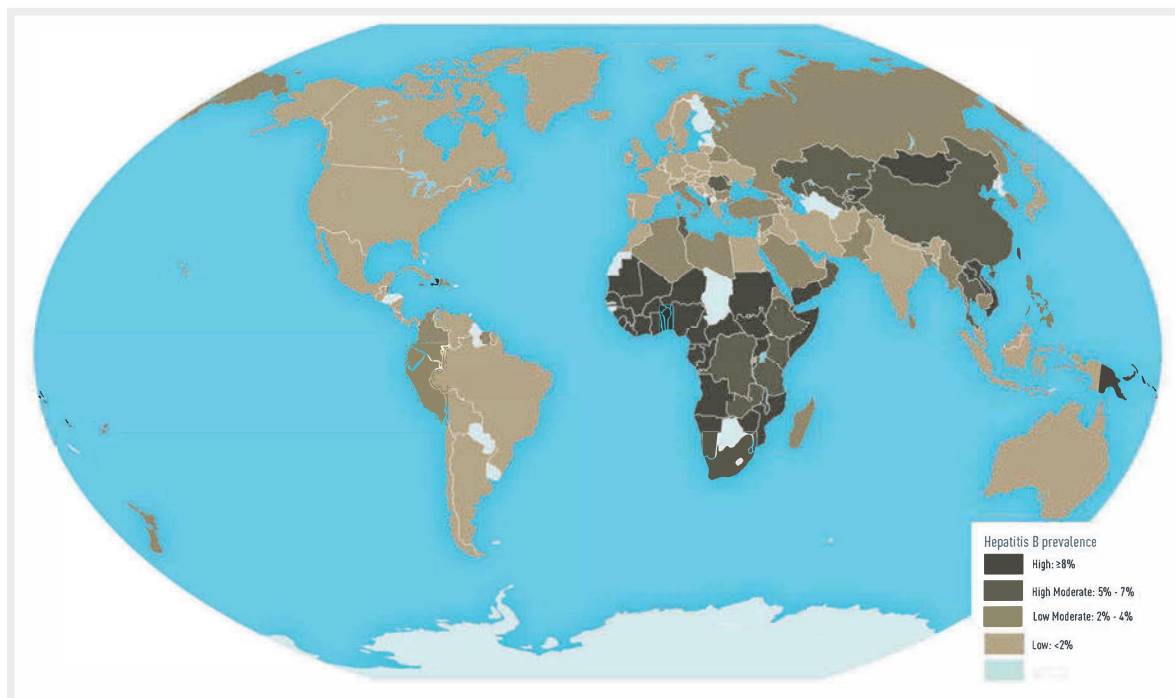 Hepatitis B prevalence
High: ≥8%
High Moderate: 5% - 7%
Low Moderate: 2% - 4%
Low: <2%